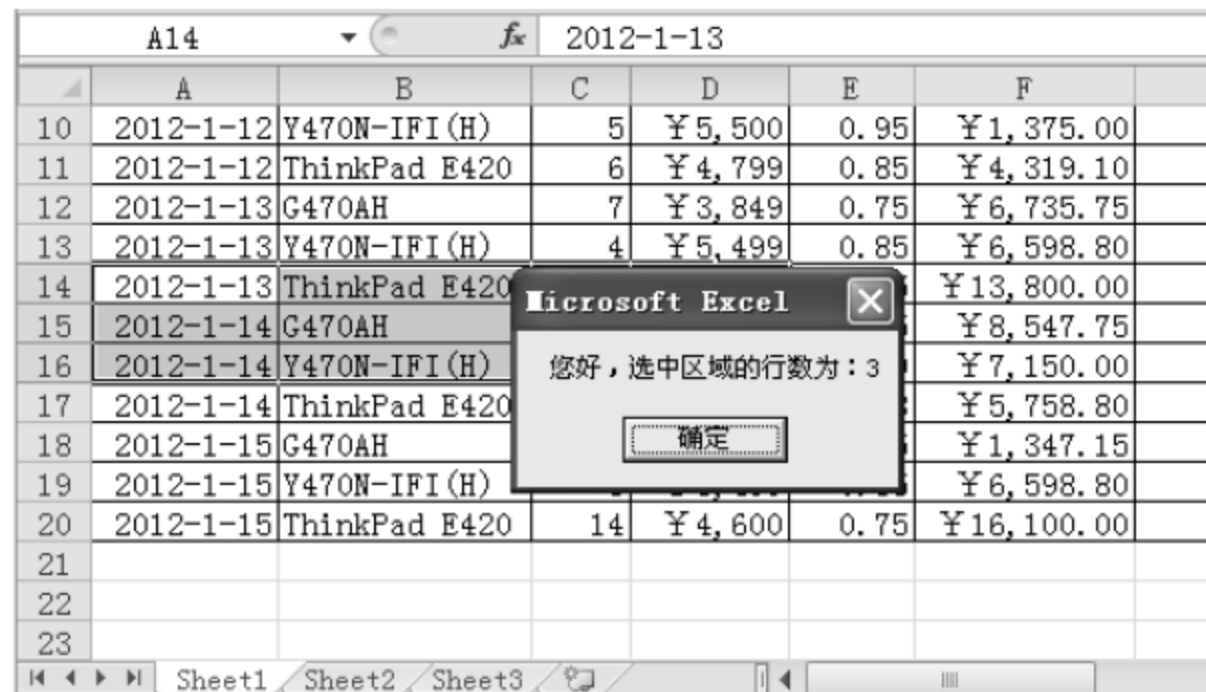 A14 fx 2012-1-13
A B C D E F
10 2012-1-12 Y470N-IFI(H) 5 ￥5,500 0.95 ￥1,375.00
11 2012-1-12 ThinkPad E420 6 ￥4,799 0.85 ￥4,319.10
12 2012-1-13 G470AH 7 ￥3,849 0.75 ￥6,735.75
13 2012-1-13 Y470N-IFI(H) 4 ￥5,499 0.85 ￥6,598.80
14 2012-1-13 ThinkPad E420 ￥13,800.00
15 2012-1-14 G470AH ￥8,547.75
16 2012-1-14 Y470N-IFI(H) ￥7,150.00
17 2012-1-14 ThinkPad E420 ￥5,758.80
18 2012-1-15 G470AH ￥1,347.15
19 2012-1-15 Y470N-IFI(H) ￥6,598.80
20 2012-1-15 ThinkPad E420 14 ￥4,600 0.75 ￥16,100.00
21
22
23
Microsoft Excel
您好，选中区域的行数为：3
确定
Sheet1 Sheet2 Sheet3